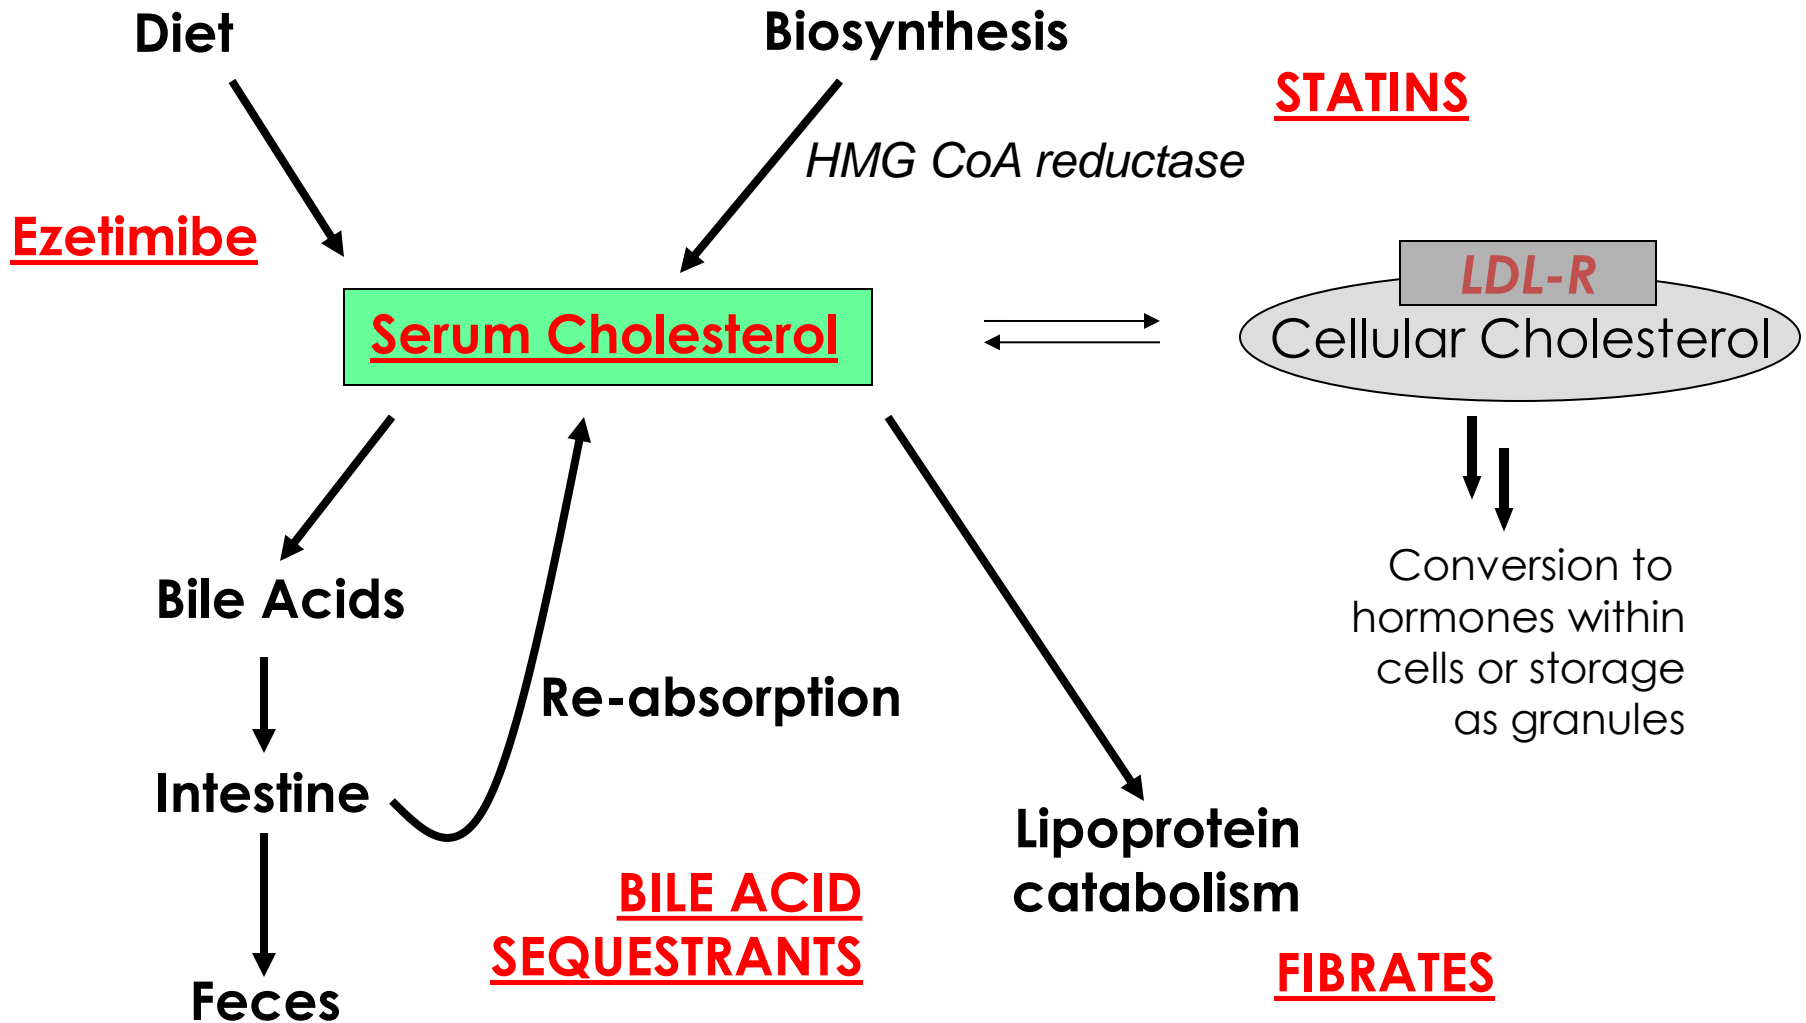 Diet
Biosynthesis
STATINS
HMG CoA reductase
Ezetimibe
LDL-R
Serum Cholesterol
Cellular Cholesterol
Conversion to
hormones within
cells or storage
as granules
Bile Acids
Re-absorption
Intestine
Lipoprotein
catabolism
BILE ACID
SEQUESTRANTS
FIBRATES
Feces